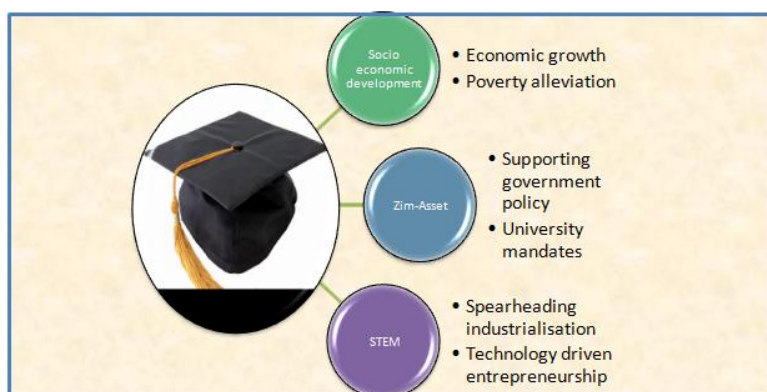 Socio
economic
development
• Economic growth
• Poverty alleviation
Zim-Asset
• Supporting
government
policy
• University
mandates
STEM
• Spearheading
industrialisation
• Technology driven
entrepreneurship